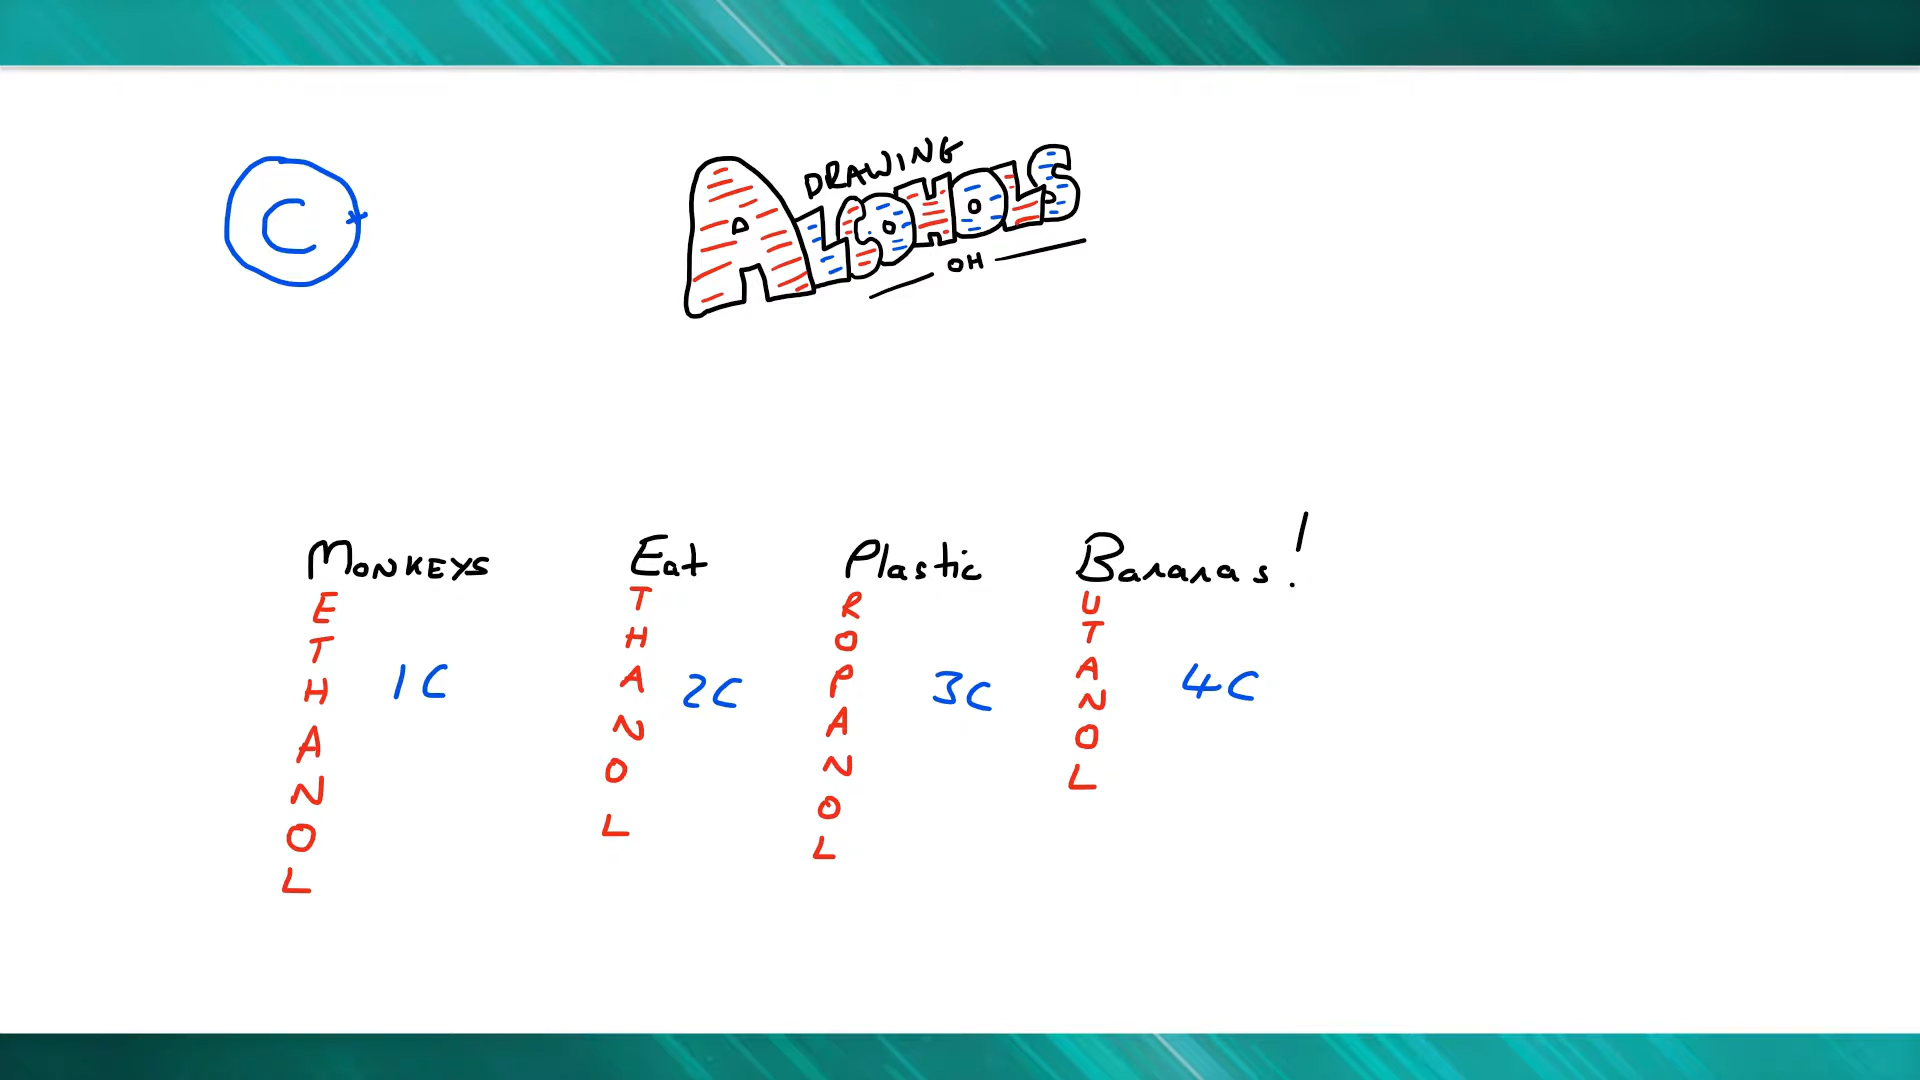 C
DRAWING
ALCOHOLS
OH
MONKEYS Eat Plastic Bananas!
E T R U
T H O T
H A P A
A N A N
N O N O
O L O L
L L
1C 2C 3C 4C